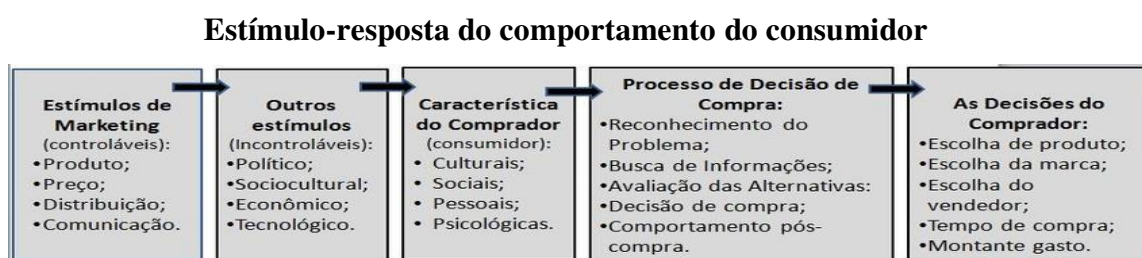 Estímulo-resposta do comportamento do consumidor
Estímulos de
Marketing
(controláveis):
•Produto;
•Preço;
•Distribuição;
•Comunicação.
Outros
estímulos
(Incontroláveis):
•Político;
•Sociocultural;
•Econômico;
•Tecnológico.
Característica
do Comprador
(consumidor):
• Culturais;
• Sociais;
• Pessoais;
• Psicológicas.
Processo de Decisão de
Compra:
•Reconhecimento do
Problema;
•Busca de Informações;
•Avaliação das Alternativas:
•Decisão de compra;
•Comportamento pós-
compra.
As Decisões do
Comprador:
•Escolha de produto;
•Escolha da marca;
•Escolha do
vendedor;
•Tempo de compra;
•Montante gasto.